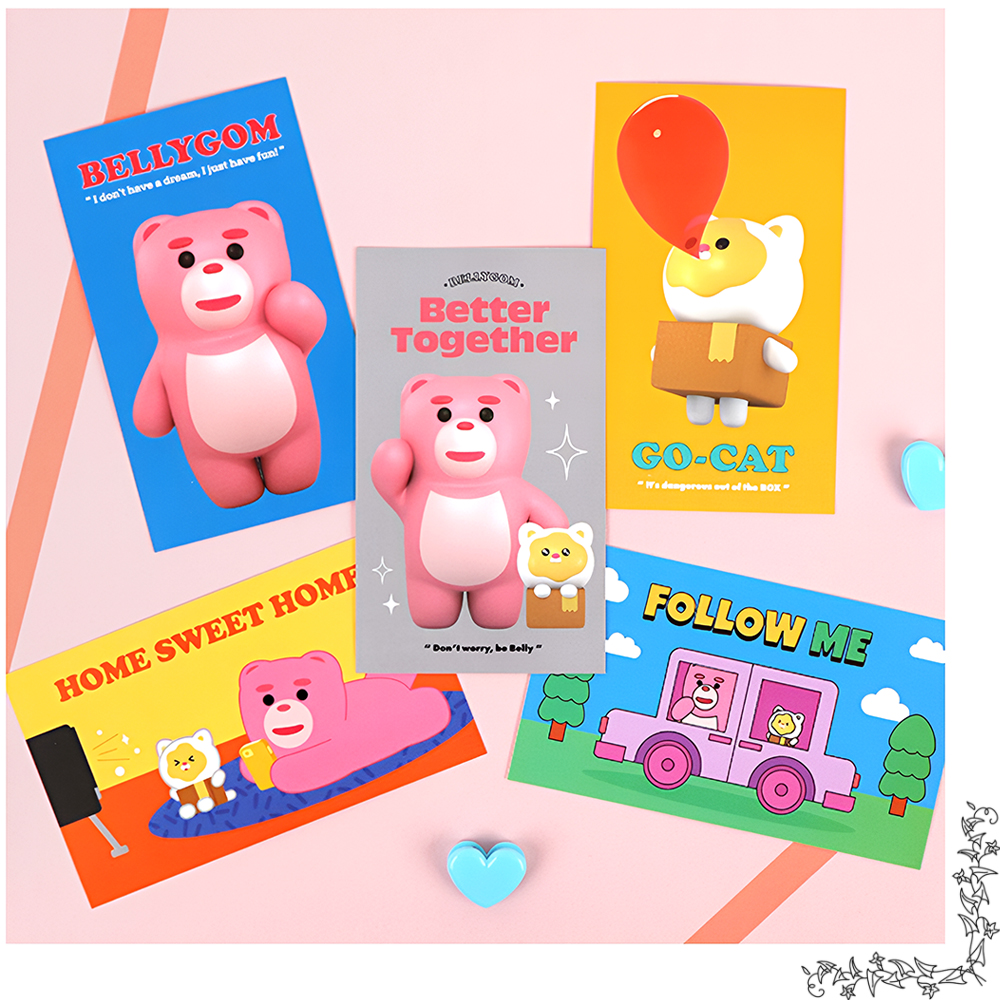 BELLYGOM
“ I don't have a dream, I just have fun! ”
• BELLYGOM •
Better
Together
“ Don't worry, be Belly ”
GO-CAT
“ It's dangerous out of the BOX ”
HOME SWEET HOME
FOLLOW ME